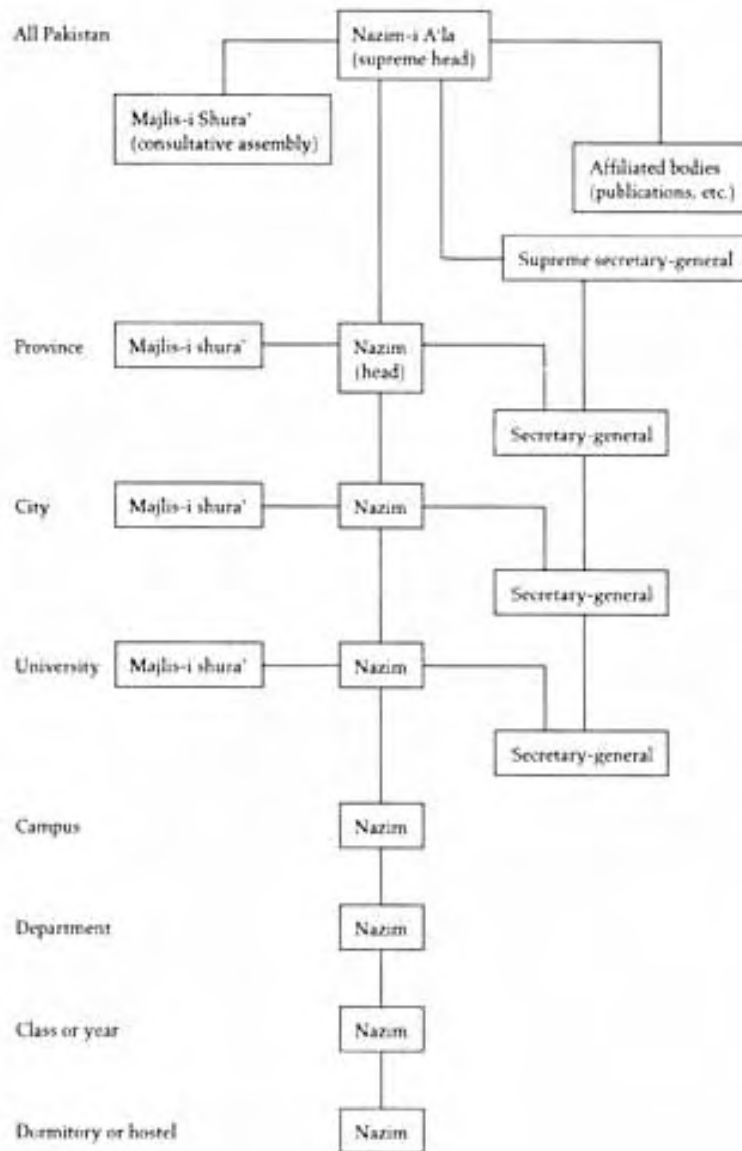 All Pakistan
Nazim-i A'la
(supreme head)
Majlis-i Shura'
(consultative assembly)
Affiliated bodies
(publications, etc.)
Supreme secretary-general
Province
Majlis-i shura'
Nazim
(head)
Secretary-general
City
Majlis-i shura'
Nazim
Secretary-general
University
Majlis-i shura'
Nazim
Secretary-general
Campus
Nazim
Department
Nazim
Class or year
Nazim
Dormitory or hostel
Nazim